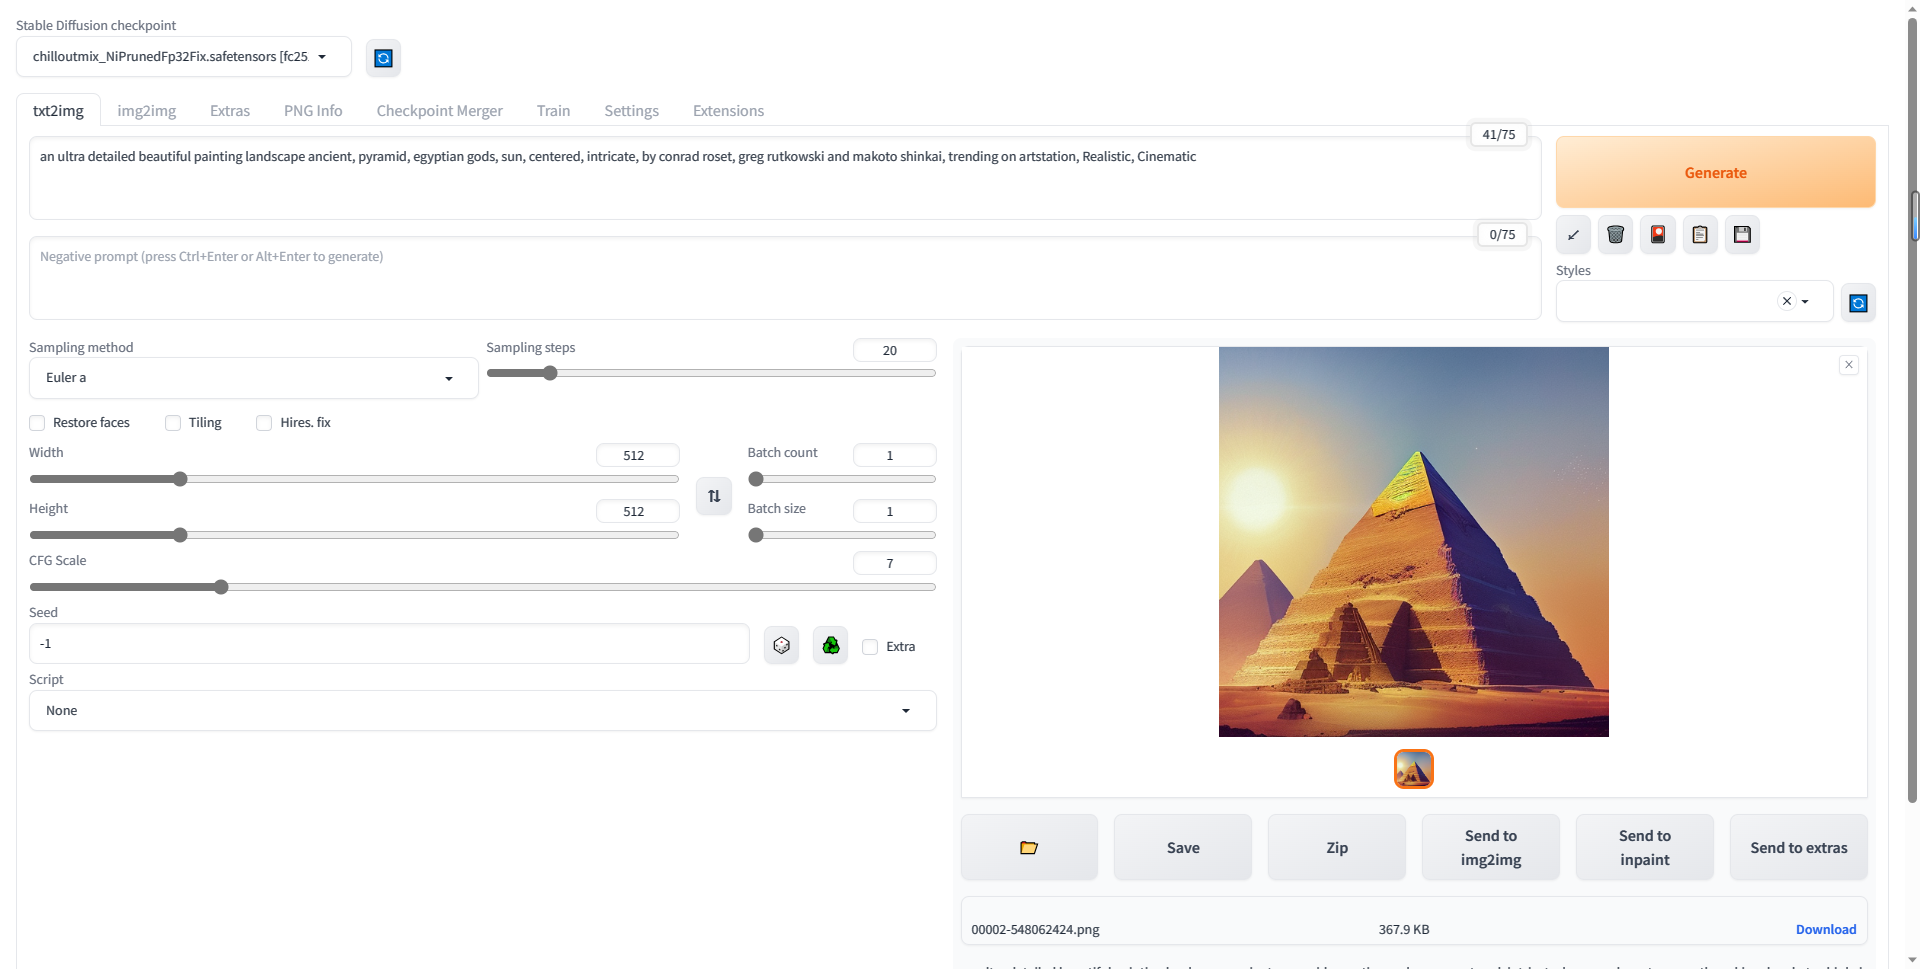 Stable Diffusion checkpoint
chilloutmix_NiPrunedFp32Fix.safetensors [fc25
txt2img img2img Extras PNG Info Checkpoint Merger Train Settings Extensions
41/75
an ultra detailed beautiful painting landscape ancient, pyramid, egyptian gods, sun, centered, intricate, by conrad roset, greg rutkowski and makoto shinkai, trending on artstation, Realistic, Cinematic
Generate
0/75
Negative prompt (press Ctrl+Enter or Alt+Enter to generate)
Styles
Sampling method
Euler a
Sampling steps
20
Restore faces Tiling Hires. fix
Width
512
Batch count
1
Height
512
Batch size
1
CFG Scale
7
Seed
-1
Extra
Script
None
Save
Zip
Send to
img2img
Send to
inpaint
Send to extras
00002-548062424.png 367.9 KB Download